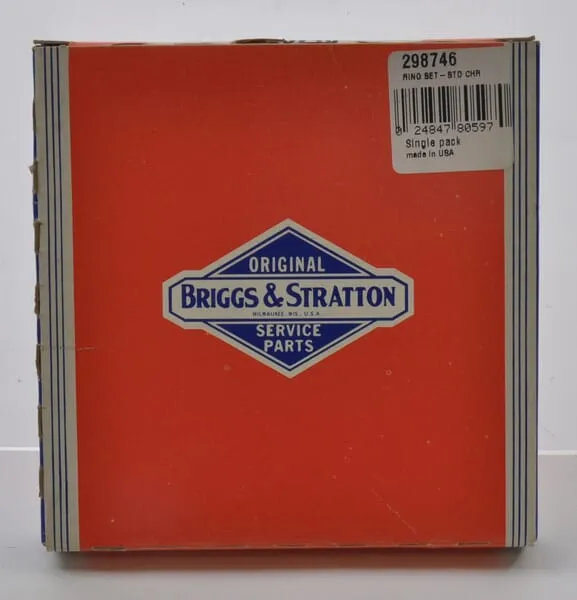 298746
RING SET - STD CHR
0 24847 80597
Single pack
made in USA
ORIGINAL
BRIGGS & STRATTON
MILWAUKEE, WIS., U.S.A.
SERVICE
PARTS